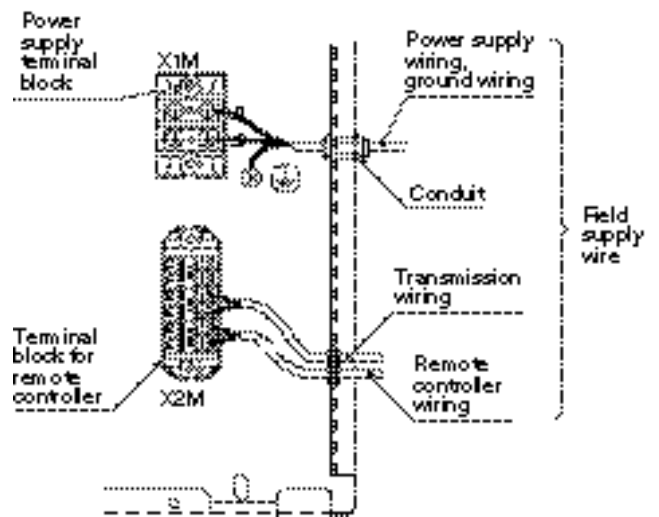 Power
supply
terminal
block
X1M
Power supply
wiring,
ground wiring
Conduit
Field
supply
wire
Transmission
wiring
Terminal
block for
remote
controller
X2M
Remote
controller
wiring